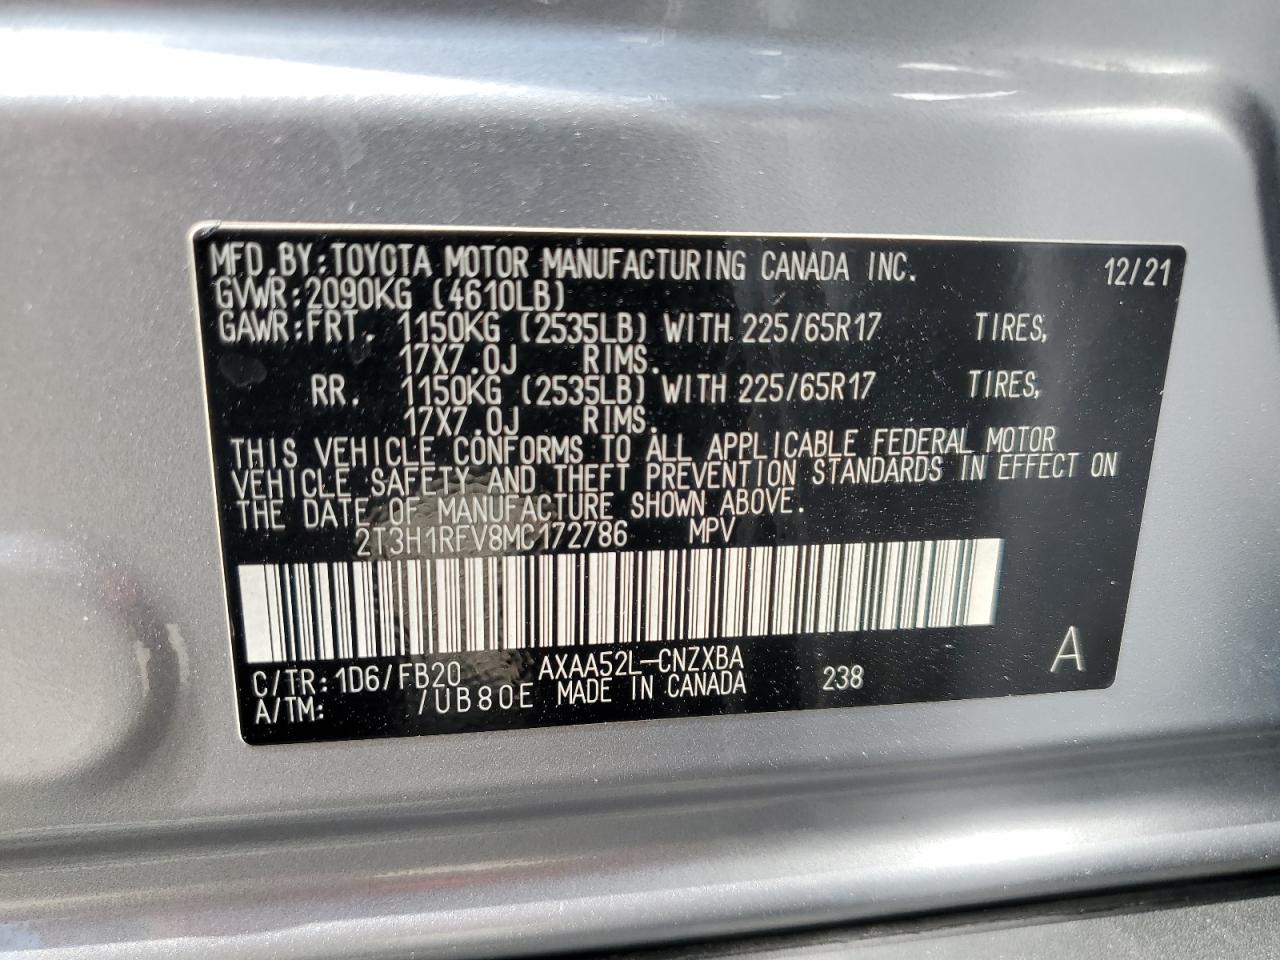 MFD.BY:TOYOTA MOTOR MANUFACTURING CANADA INC. 12/21
GVWR:2090KG (4610LB)
GAWR:FRT. 1150KG (2535LB) WITH 225/65R17 TIRES,
17X7.0J RIMS.
RR. 1150KG (2535LB) WITH 225/65R17 TIRES,
17X7.0J RIMS.
THIS VEHICLE CONFORMS TO ALL APPLICABLE FEDERAL MOTOR
VEHICLE SAFETY AND THEFT PREVENTION STANDARDS IN EFFECT ON
THE DATE OF MANUFACTURE SHOWN ABOVE.
2T3H1RFV8MC172786 MPV
C/TR:1D6/FB20 AXAA52L-CNZXBA 238 A
A/TM: /UB80E MADE IN CANADA